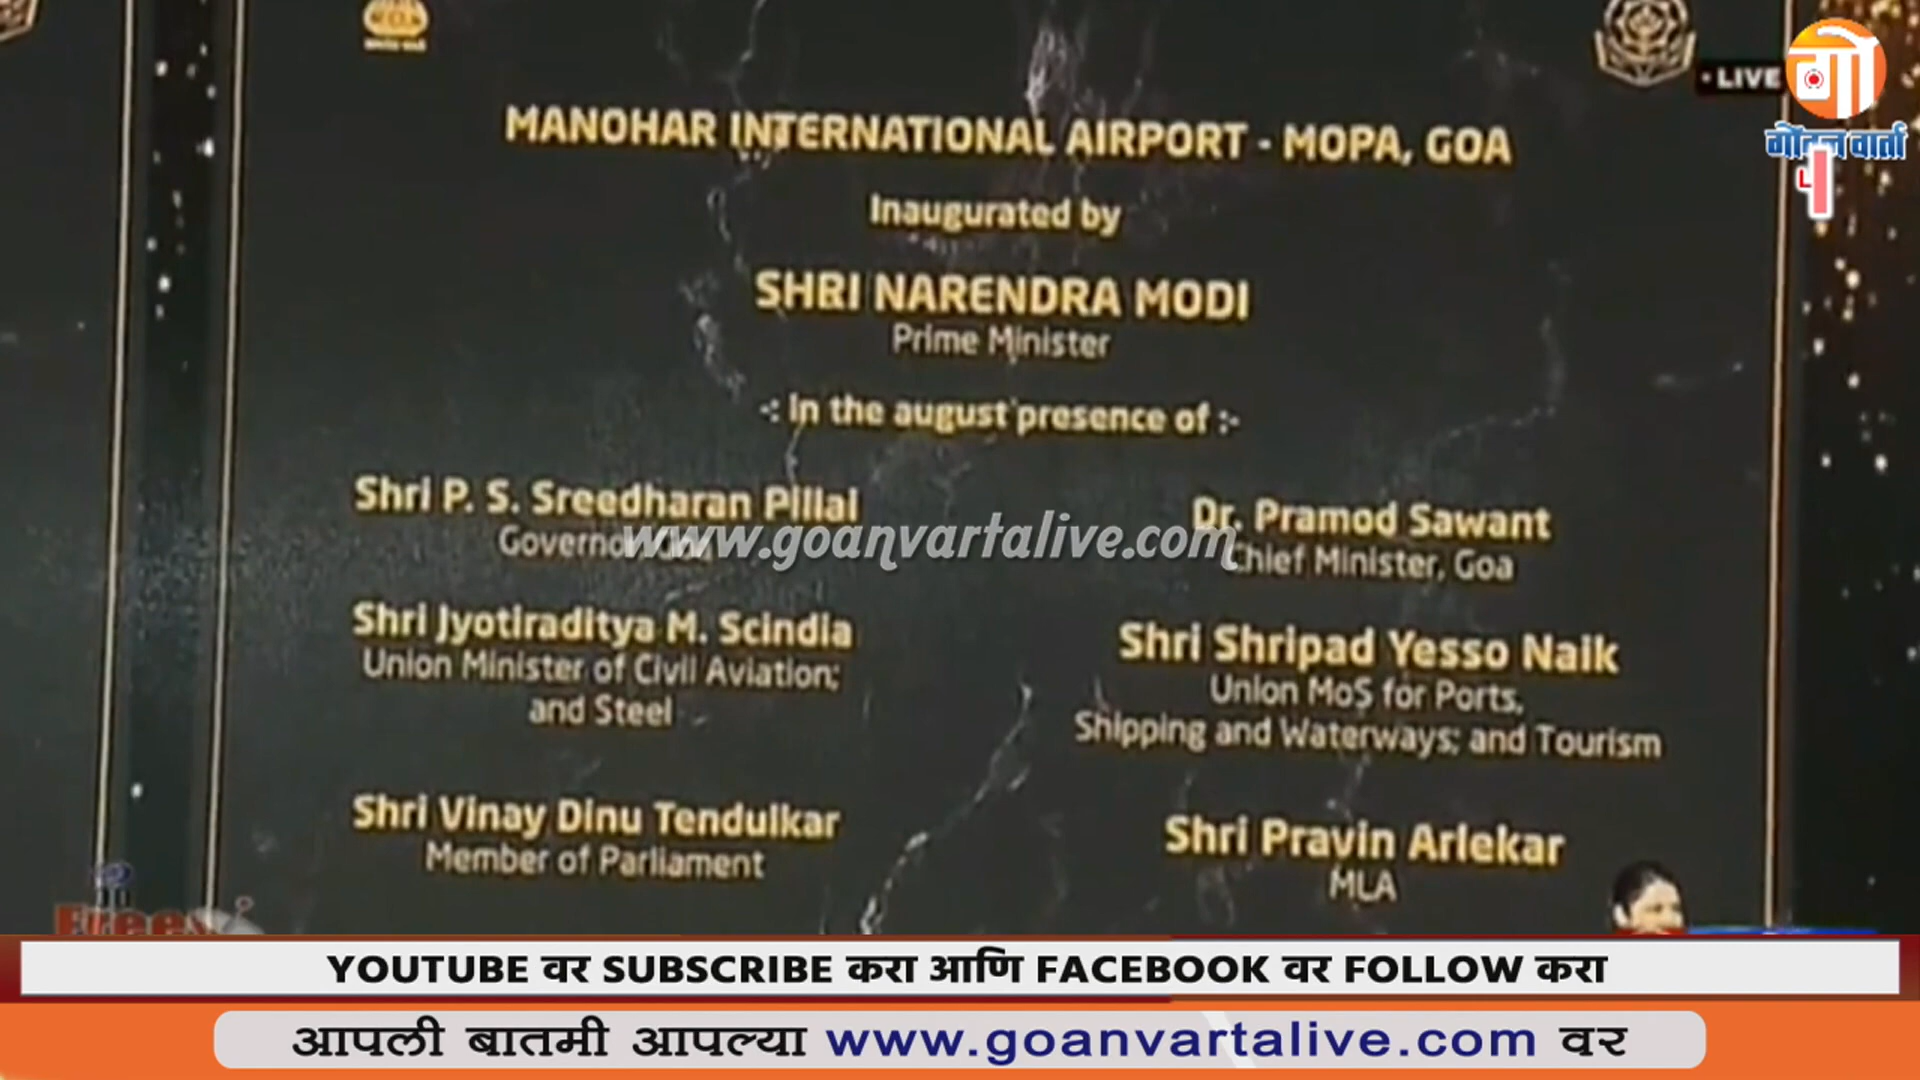 • LIVE
गो
गोंयन वार्ता
MANOHAR INTERNATIONAL AIRPORT - MOPA, GOA
Inaugurated by
SHRI NARENDRA MODI
Prime Minister
-: In the august presence of :-
Shri P. S. Sreedharan Pillai
Governor
Dr. Pramod Sawant
Chief Minister, Goa
www.goanvartalive.com
Shri Jyotiraditya M. Scindia
Union Minister of Civil Aviation;
and Steel
Shri Shripad Yesso Naik
Union MoS for Ports,
Shipping and Waterways; and Tourism
Shri Vinay Dinu Tendulkar
Member of Parliament
Shri Pravin Arlekar
MLA
YOUTUBE वर SUBSCRIBE करा आणि FACEBOOK वर FOLLOW करा
आपली बातमी आपल्या www.goanvartalive.com वर